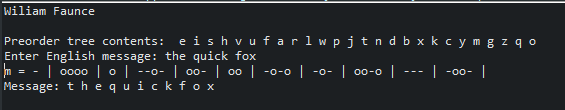 Wiliam Faunce
Preorder tree contents: e i s h v u f a r l w p j t n d b x k c y m g z q o
Enter English message: the quick fox
m = - | oooo | o | --o- | oo- | oo | -o-o | -o- | oo-o | --- | -oo- |
Message: t h e q u i c k f o x